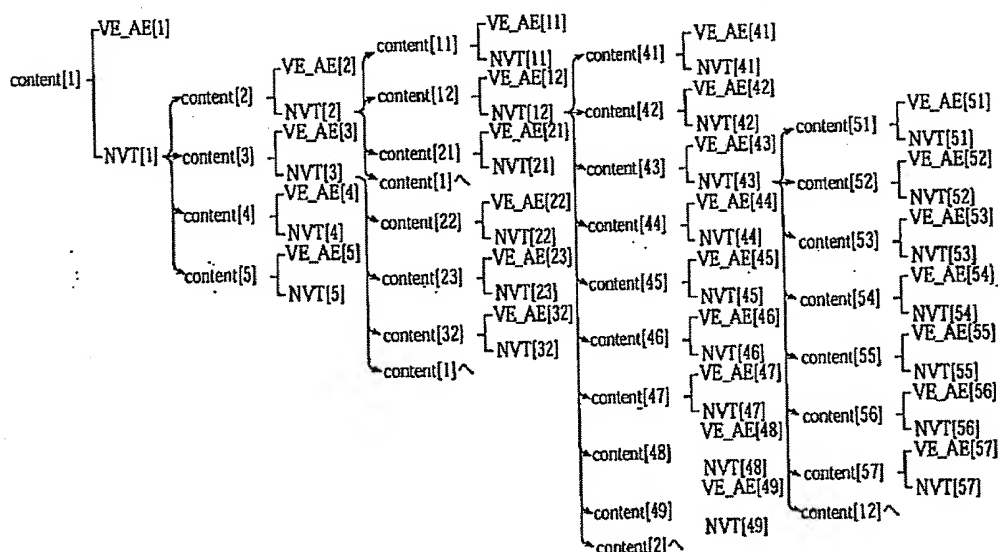 content[1]
VE_AE[1]
NVT[1]
content[2]
VE_AE[2]
NVT[2]
content[3]
VE_AE[3]
NVT[3]
content[4]
VE_AE[4]
NVT[4]
content[5]
VE_AE[5]
NVT[5]
content[11]
VE_AE[11]
NVT[11]
content[12]
VE_AE[12]
NVT[12]
content[21]
VE_AE[21]
NVT[21]
content[1]へ
content[22]
VE_AE[22]
NVT[22]
content[23]
VE_AE[23]
NVT[23]
content[32]
VE_AE[32]
NVT[32]
content[1]へ
content[41]
VE_AE[41]
NVT[41]
content[42]
VE_AE[42]
NVT[42]
content[43]
VE_AE[43]
NVT[43]
content[44]
VE_AE[44]
NVT[44]
content[45]
VE_AE[45]
NVT[45]
content[46]
VE_AE[46]
NVT[46]
content[47]
VE_AE[47]
NVT[47]
content[48]
VE_AE[48]
NVT[48]
content[49]
VE_AE[49]
NVT[49]
content[2]へ
content[51]
VE_AE[51]
NVT[51]
content[52]
VE_AE[52]
NVT[52]
content[53]
VE_AE[53]
NVT[53]
content[54]
VE_AE[54]
NVT[54]
content[55]
VE_AE[55]
NVT[55]
content[56]
VE_AE[56]
NVT[56]
content[57]
VE_AE[57]
NVT[57]
content[12]へ